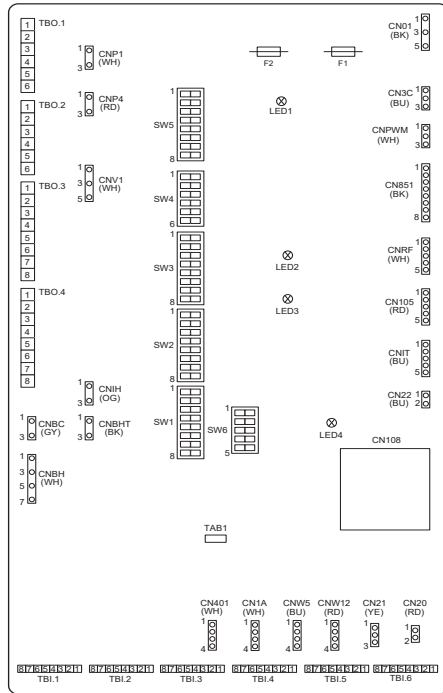 TBO.1
1
2
3
4
5
6
CNP1
(WH)
1
3
F2
F1
CN01
(BK)
1
3
TBO.2
1
2
3
4
5
6
CNP4
(RD)
1
3
SW5
1
8
LED1
CN3C
(BU)
1
3
CNPWM
(WH)
1
3
TBO.3
1
2
3
4
5
6
7
8
CNV1
(WH)
1
3
5
SW4
1
6
CN851
(BK)
1
8
SW3
1
8
LED2
CNRF
(WH)
1
5
TBO.4
1
2
3
4
5
6
7
8
LED3
CN105
(RD)
1
5
SW2
1
8
CNIT
(BU)
1
5
CNIH
(OG)
1
3
CN22
(BU)
1
2
CNBC
(GY)
1
3
CNBHT
(BK)
1
3
SW1
1
8
SW6
1
5
LED4
CN108
CNBH
(WH)
1
3
5
7
TAB1
CN401
(WH)
1
4
CN1A
(WH)
1
4
CNW5
(BU)
1
4
CNW12
(RD)
1
4
CN21
(YE)
1
3
CN20
(RD)
1
2
8 7 6 5 4 3 2 1
TBI.1
8 7 6 5 4 3 2 1
TBI.2
8 7 6 5 4 3 2 1
TBI.3
8 7 6 5 4 3 2 1
TBI.4
8 7 6 5 4 3 2 1
TBI.5
8 7 6 5 4 3 2 1
TBI.6